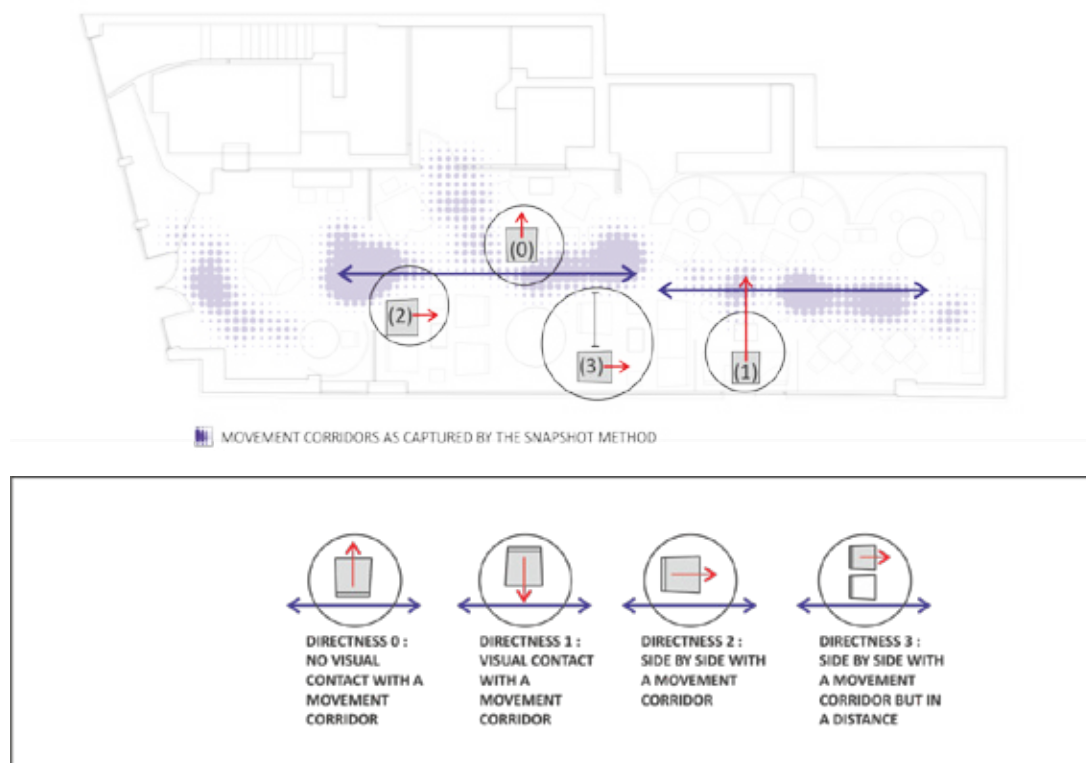 (0)
(2)
(3)
(1)
MOVEMENT CORRIDORS AS CAPTURED BY THE SNAPSHOT METHOD
DIRECTNESS 0 :
NO VISUAL
CONTACT WITH A
MOVEMENT
CORRIDOR
DIRECTNESS 1 :
VISUAL CONTACT
WITH A
MOVEMENT
CORRIDOR
DIRECTNESS 2 :
SIDE BY SIDE WITH
A MOVEMENT
CORRIDOR
DIRECTNESS 3 :
SIDE BY SIDE WITH
A MOVEMENT
CORRIDOR BUT IN
A DISTANCE